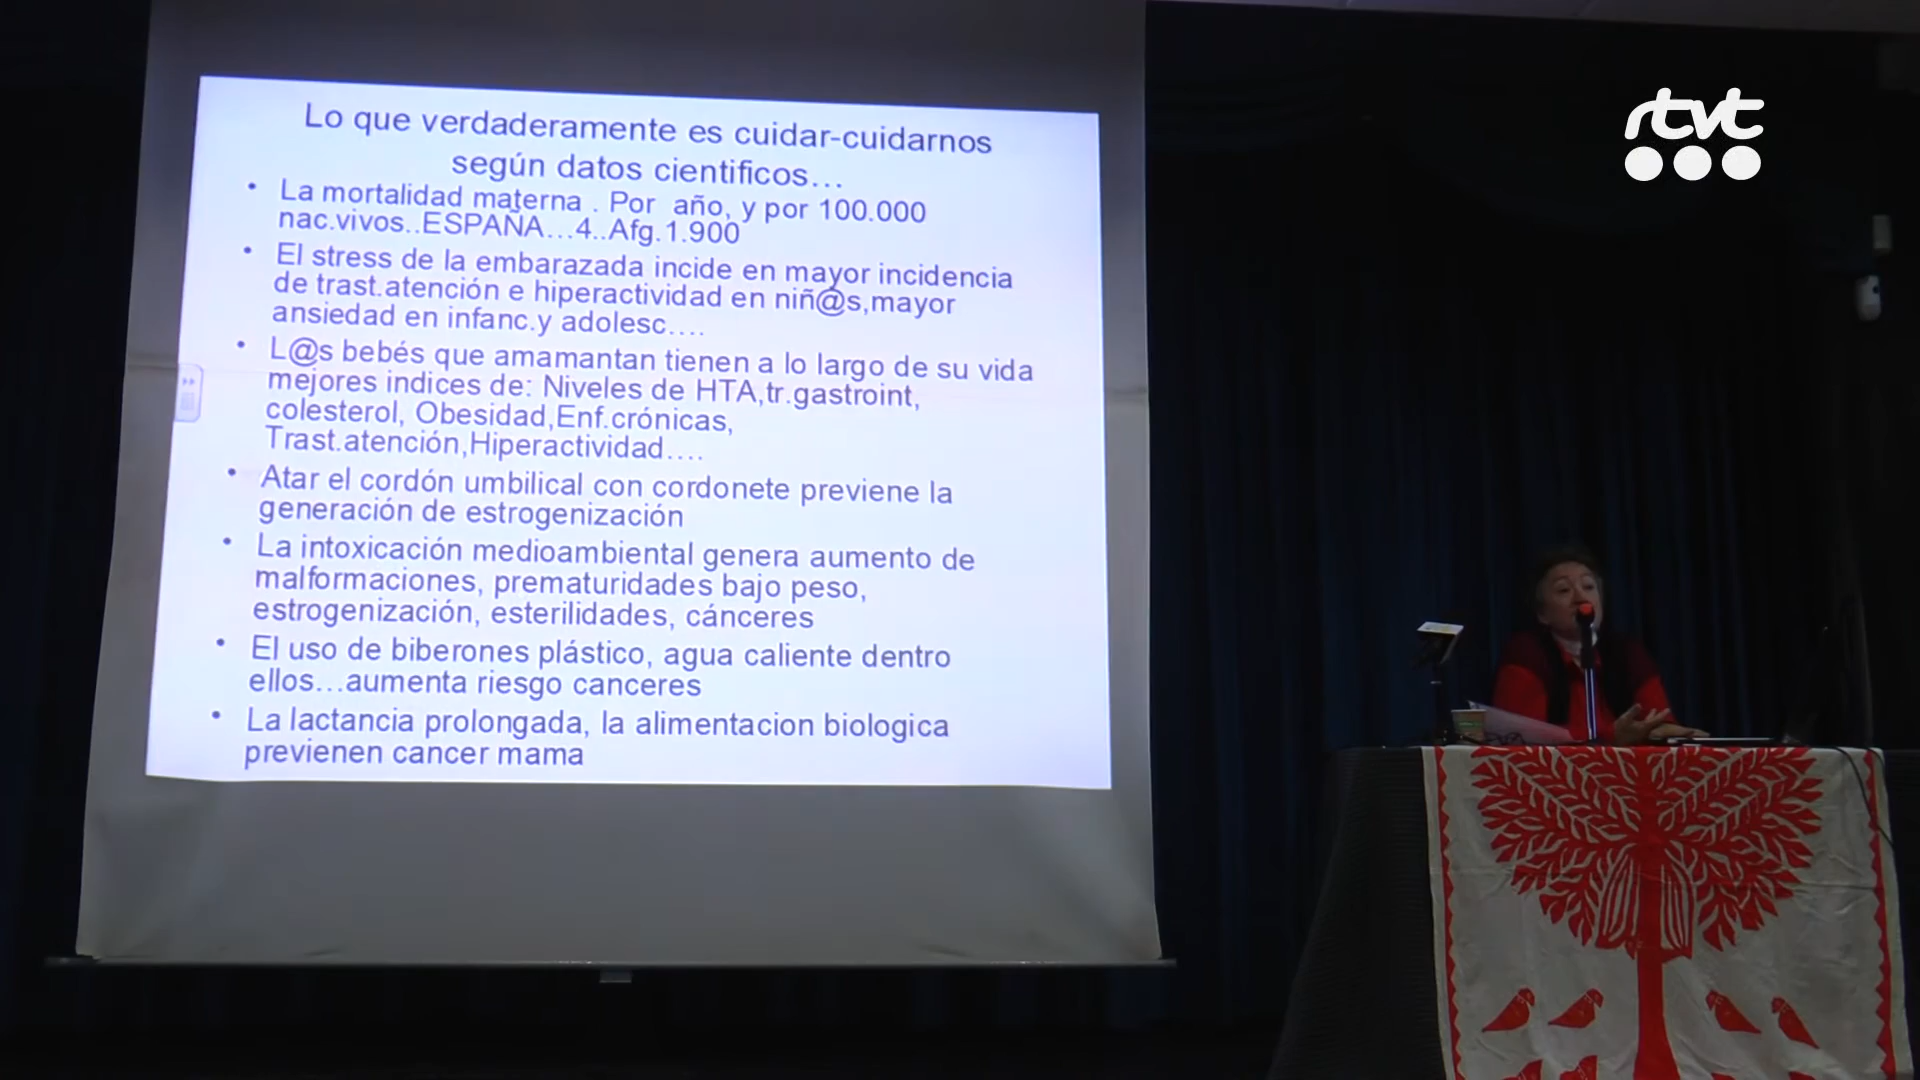 Lo que verdaderamente es cuidar-cuidarnos
según datos cientificos...
• La mortalidad materna . Por año, y por 100.000
nac.vivos..ESPAÑA...4..Afg.1.900
• El stress de la embarazada incide en mayor incidencia
de trast.atención e hiperactividad en niñ@s,mayor
ansiedad en infanc.y adolesc....
• L@s bebés que amamantan tienen a lo largo de su vida
mejores indices de: Niveles de HTA,tr.gastroint,
colesterol, Obesidad,Enf.crónicas,
Trast.atención,Hiperactividad....
• Atar el cordón umbilical con cordonete previene la
generación de estrogenización
• La intoxicación medioambiental genera aumento de
malformaciones, prematuridades bajo peso,
estrogenización, esterilidades, cánceres
• El uso de biberones plástico, agua caliente dentro
ellos...aumenta riesgo canceres
• La lactancia prolongada, la alimentacion biologica
previenen cancer mama
rtvt